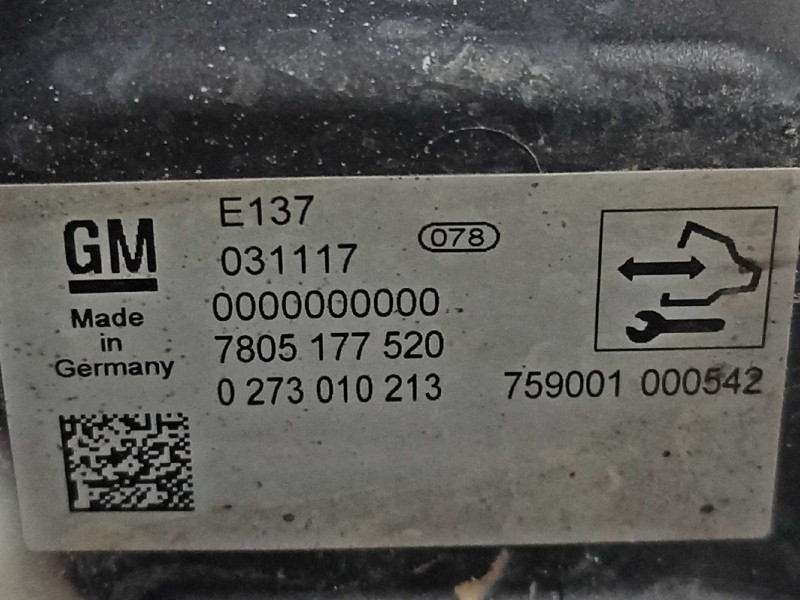 GM
Made
in
Germany
E137
078
031117
0000000000
7805 177 520
0 273 010 213
759001 000542